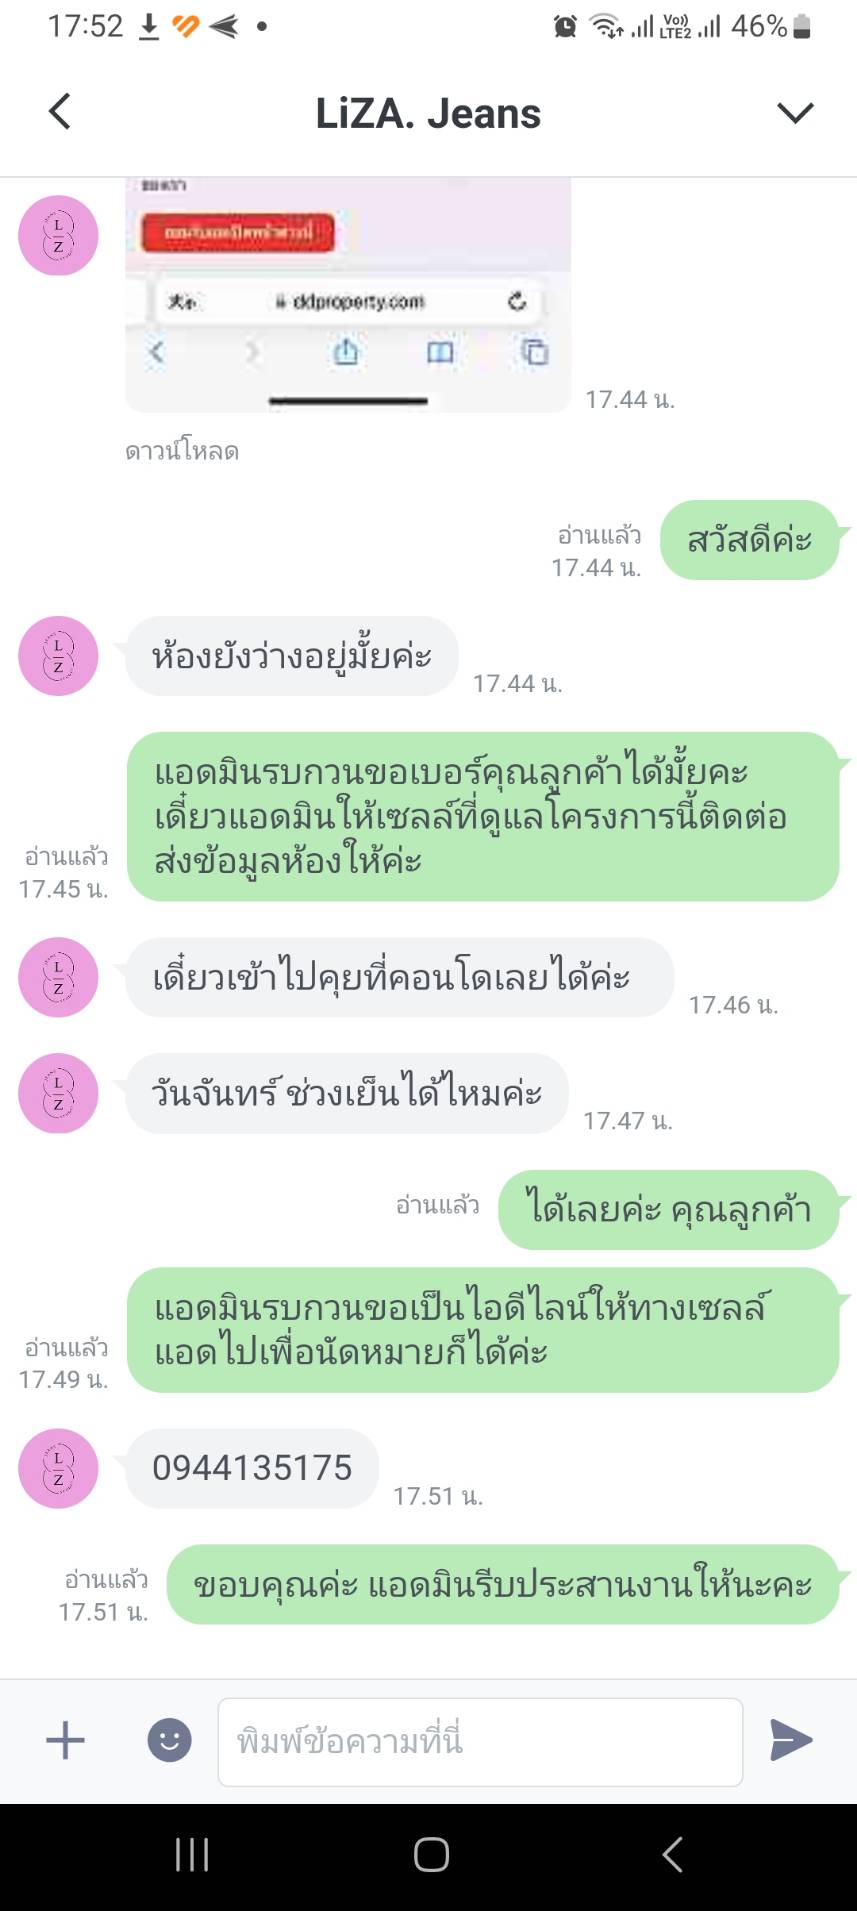 17:52
Vo))
LTE2
46%
LiZA. Jeans
ddproperty.com
17.44 น.
ดาวน์โหลด
อ่านแล้ว
17.44 น.
สวัสดีค่ะ
L
Z
ห้องยังว่างอยู่มั้ยค่ะ
17.44 น.
แอดมินรบกวนขอเบอร์คุณลูกค้าได้มั้ยคะ
เดี๋ยวแอดมินให้เซลล์ที่ดูแลโครงการนี้ติดต่อ
ส่งข้อมูลห้องให้ค่ะ
อ่านแล้ว
17.45 น.
L
Z
เดี๋ยวเข้าไปคุยที่คอนโดเลยได้ค่ะ
17.46 น.
L
Z
วันจันทร์ ช่วงเย็นได้ไหมค่ะ
17.47 น.
อ่านแล้ว
ได้เลยค่ะ คุณลูกค้า
แอดมินรบกวนขอเป็นไอดีไลน์ให้ทางเซลล์
แอดไปเพื่อนัดหมายก็ได้ค่ะ
อ่านแล้ว
17.49 น.
L
Z
0944135175
17.51 น.
อ่านแล้ว
17.51 น.
ขอบคุณค่ะ แอดมินรีบประสานงานให้นะคะ
พิมพ์ข้อความที่นี่